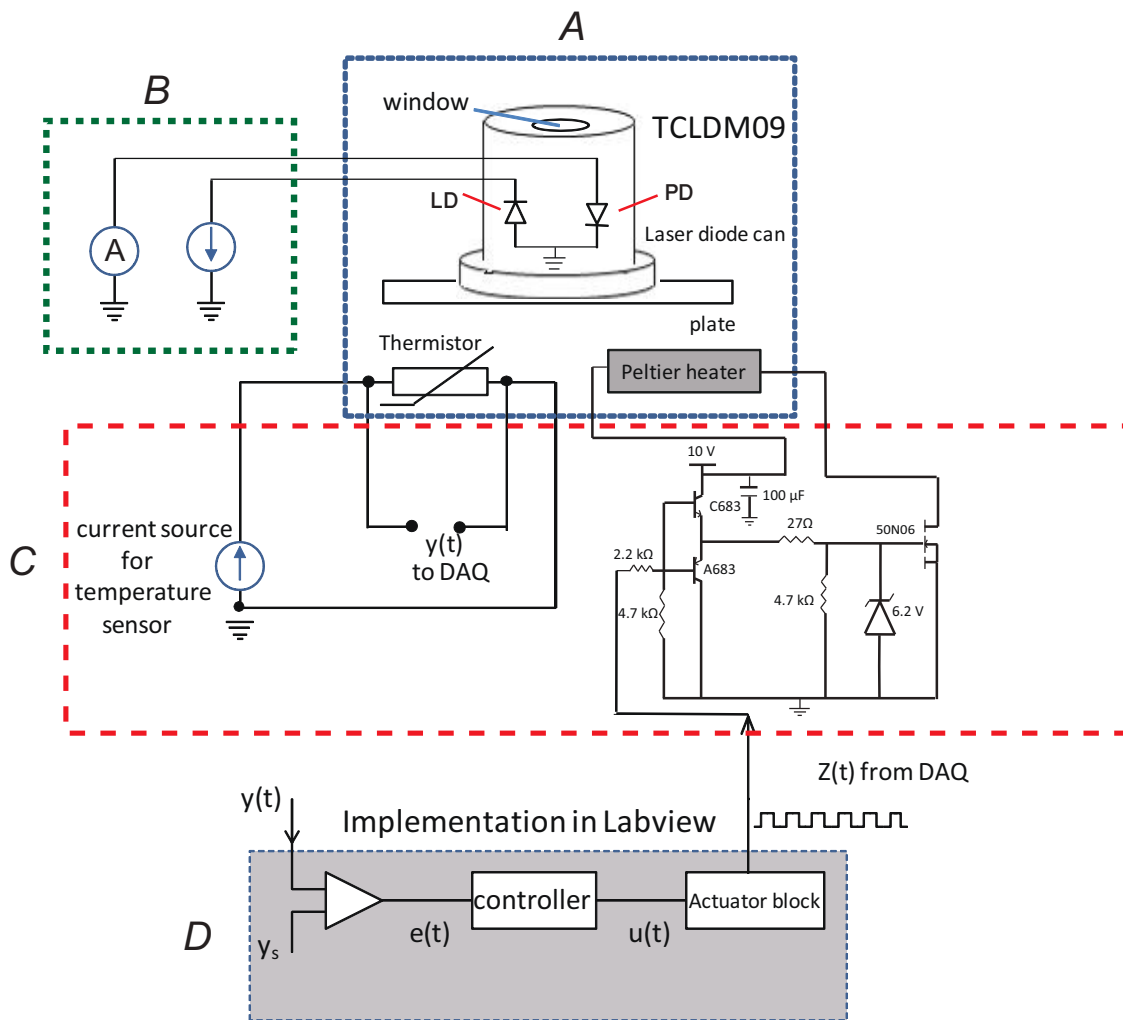 A
B
window
TCLDM09
LD
PD
A
Laser diode can
plate
Thermistor
Peltier heater
10 V
C683
100 µF
27Ω
50N06
current source
for
temperature
sensor
C
y(t)
to DAQ
2.2 kΩ
A683
4.7 kΩ
4.7 kΩ
6.2 V
Z(t) from DAQ
y(t)
Implementation in Labview
controller
Actuator block
D
e(t)
u(t)
ys